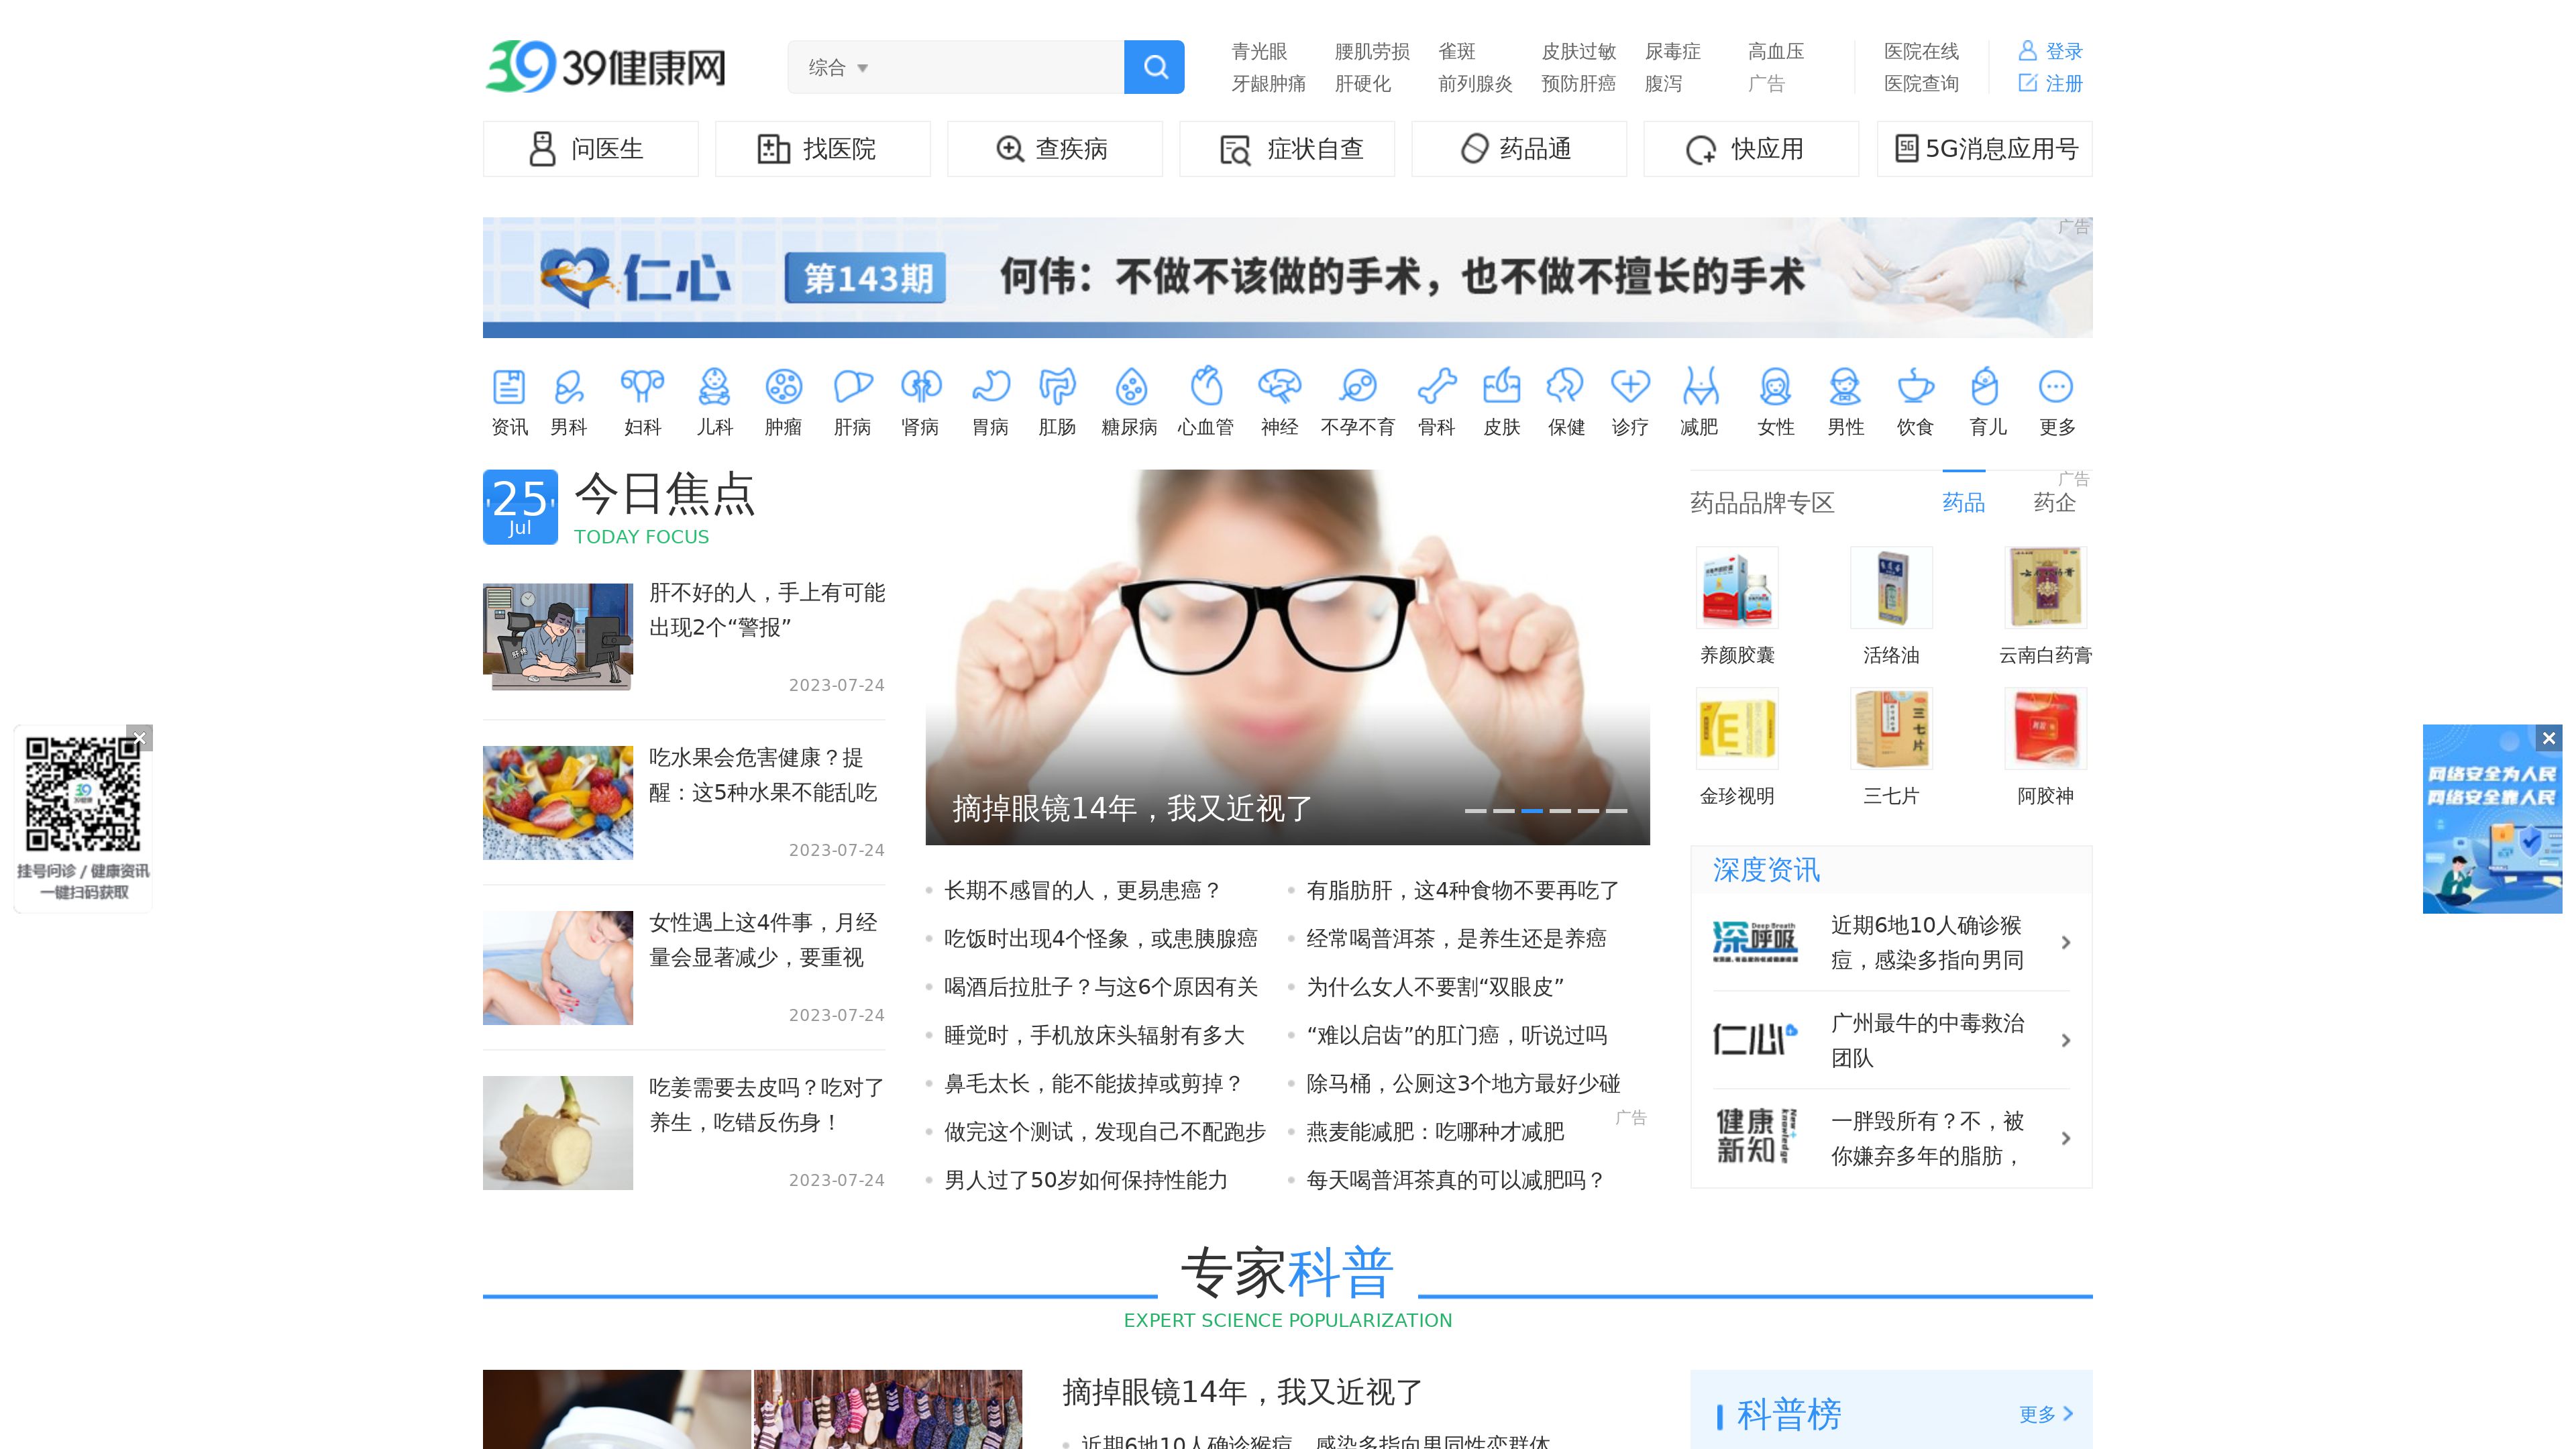 39健康网
综合
青光眼 腰肌劳损 雀斑 皮肤过敏 尿毒症 高血压
牙龈肿痛 肝硬化 前列腺炎 预防肝癌 腹泻 广告
医院在线
医院查询
登录
注册
问医生 找医院 查疾病 症状自查 药品通 快应用 5G消息应用号
广告
仁心 第143期 何伟：不做不该做的手术，也不做不擅长的手术
资讯 男科 妇科 儿科 肿瘤 肝病 肾病 胃病 肛肠 糖尿病 心血管 神经 不孕不育 骨科 皮肤 保健 诊疗 减肥 女性 男性 饮食 育儿 更多
25
Jul
今日焦点
TODAY FOCUS
肝不好的人，手上有可能
出现2个“警报”
2023-07-24
吃水果会危害健康？提
醒：这5种水果不能乱吃
2023-07-24
女性遇上这4件事，月经
量会显著减少，要重视
2023-07-24
吃姜需要去皮吗？吃对了
养生，吃错反伤身！
2023-07-24
摘掉眼镜14年，我又近视了
长期不感冒的人，更易患癌？
吃饭时出现4个怪象，或患胰腺癌
喝酒后拉肚子？与这6个原因有关
睡觉时，手机放床头辐射有多大
鼻毛太长，能不能拔掉或剪掉？
做完这个测试，发现自己不配跑步
男人过了50岁如何保持性能力
有脂肪肝，这4种食物不要再吃了
经常喝普洱茶，是养生还是养癌
为什么女人不要割“双眼皮”
“难以启齿”的肛门癌，听说过吗
除马桶，公厕这3个地方最好少碰
广告
燕麦能减肥：吃哪种才减肥
每天喝普洱茶真的可以减肥吗？
广告
药品品牌专区 药品 药企
养颜胶囊 活络油 云南白药膏
三七片
金珍视明 三七片 阿胶神
深度资讯
Deep Breath
深呼吸
近期6地10人确诊猴
痘，感染多指向男同
仁心
广州最牛的中毒救治
团队
健康
新知
New knowledge
一胖毁所有？不，被
你嫌弃多年的脂肪，
挂号问诊 / 健康资讯
一键扫码获取
网络安全为人民
网络安全靠人民
专家科普
EXPERT SCIENCE POPULARIZATION
摘掉眼镜14年，我又近视了
近期6地10人确诊猴痘，感染多指向男同性恋群体
科普榜
更多